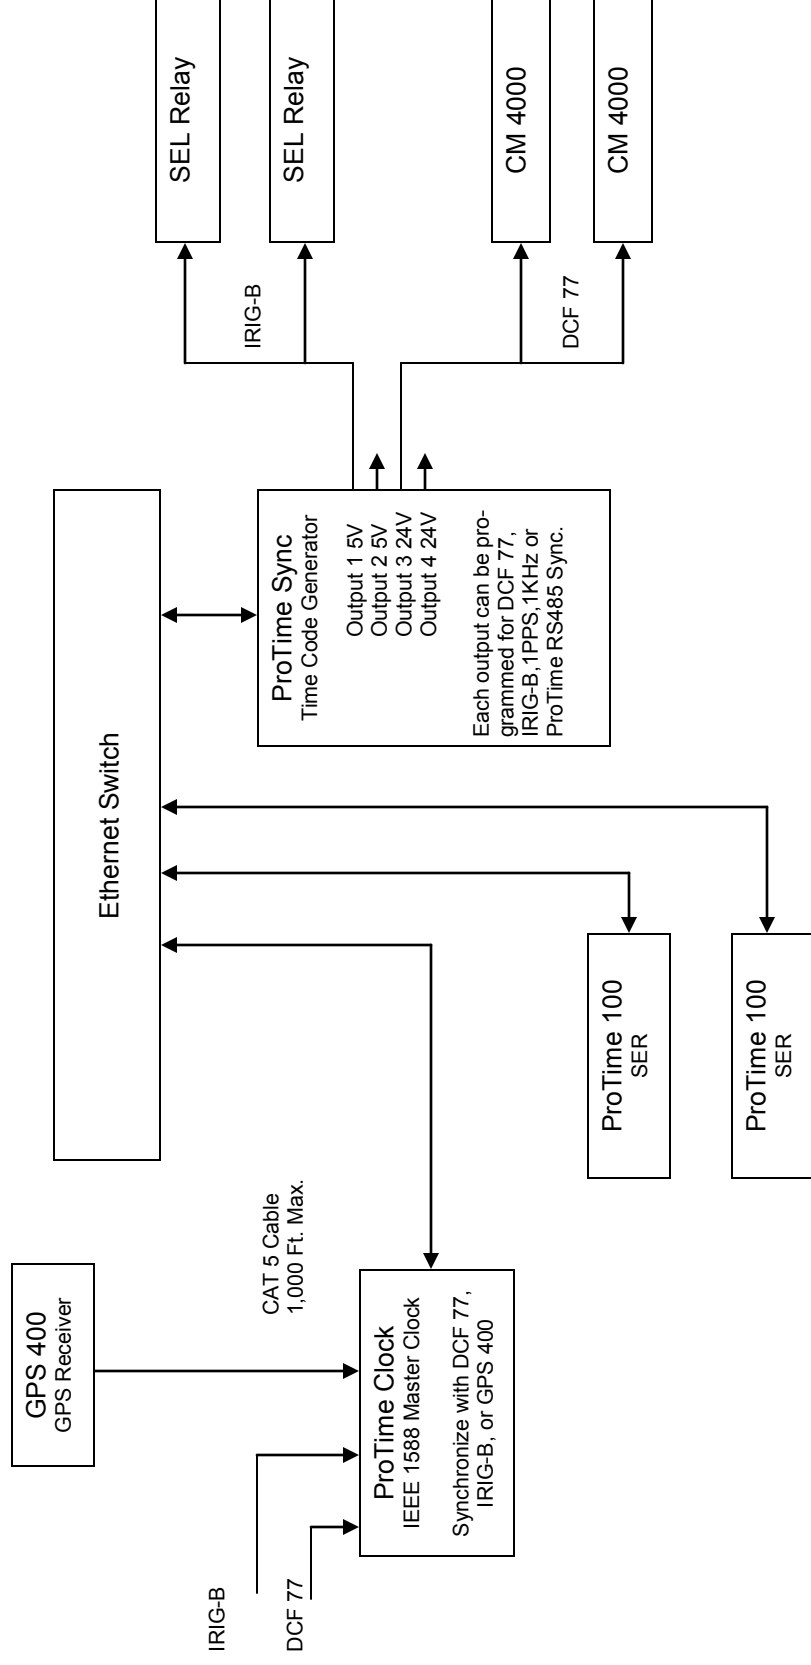 GPS 400
GPS Receiver
IRIG-B
DCF 77
CAT 5 Cable
1,000 Ft. Max.
ProTime Clock
IEEE 1588 Master Clock
Synchronize with DCF 77,
IRIG-B, or GPS 400
Ethernet Switch
ProTime 100
SER
ProTime 100
SER
ProTime Sync
Time Code Generator
Output 1 5V
Output 2 5V
Output 3 24V
Output 4 24V
Each output can be pro-
grammed for DCF 77,
IRIG-B,1PPS,1KHz or
ProTime RS485 Sync.
IRIG-B
DCF 77
SEL Relay
SEL Relay
CM 4000
CM 4000